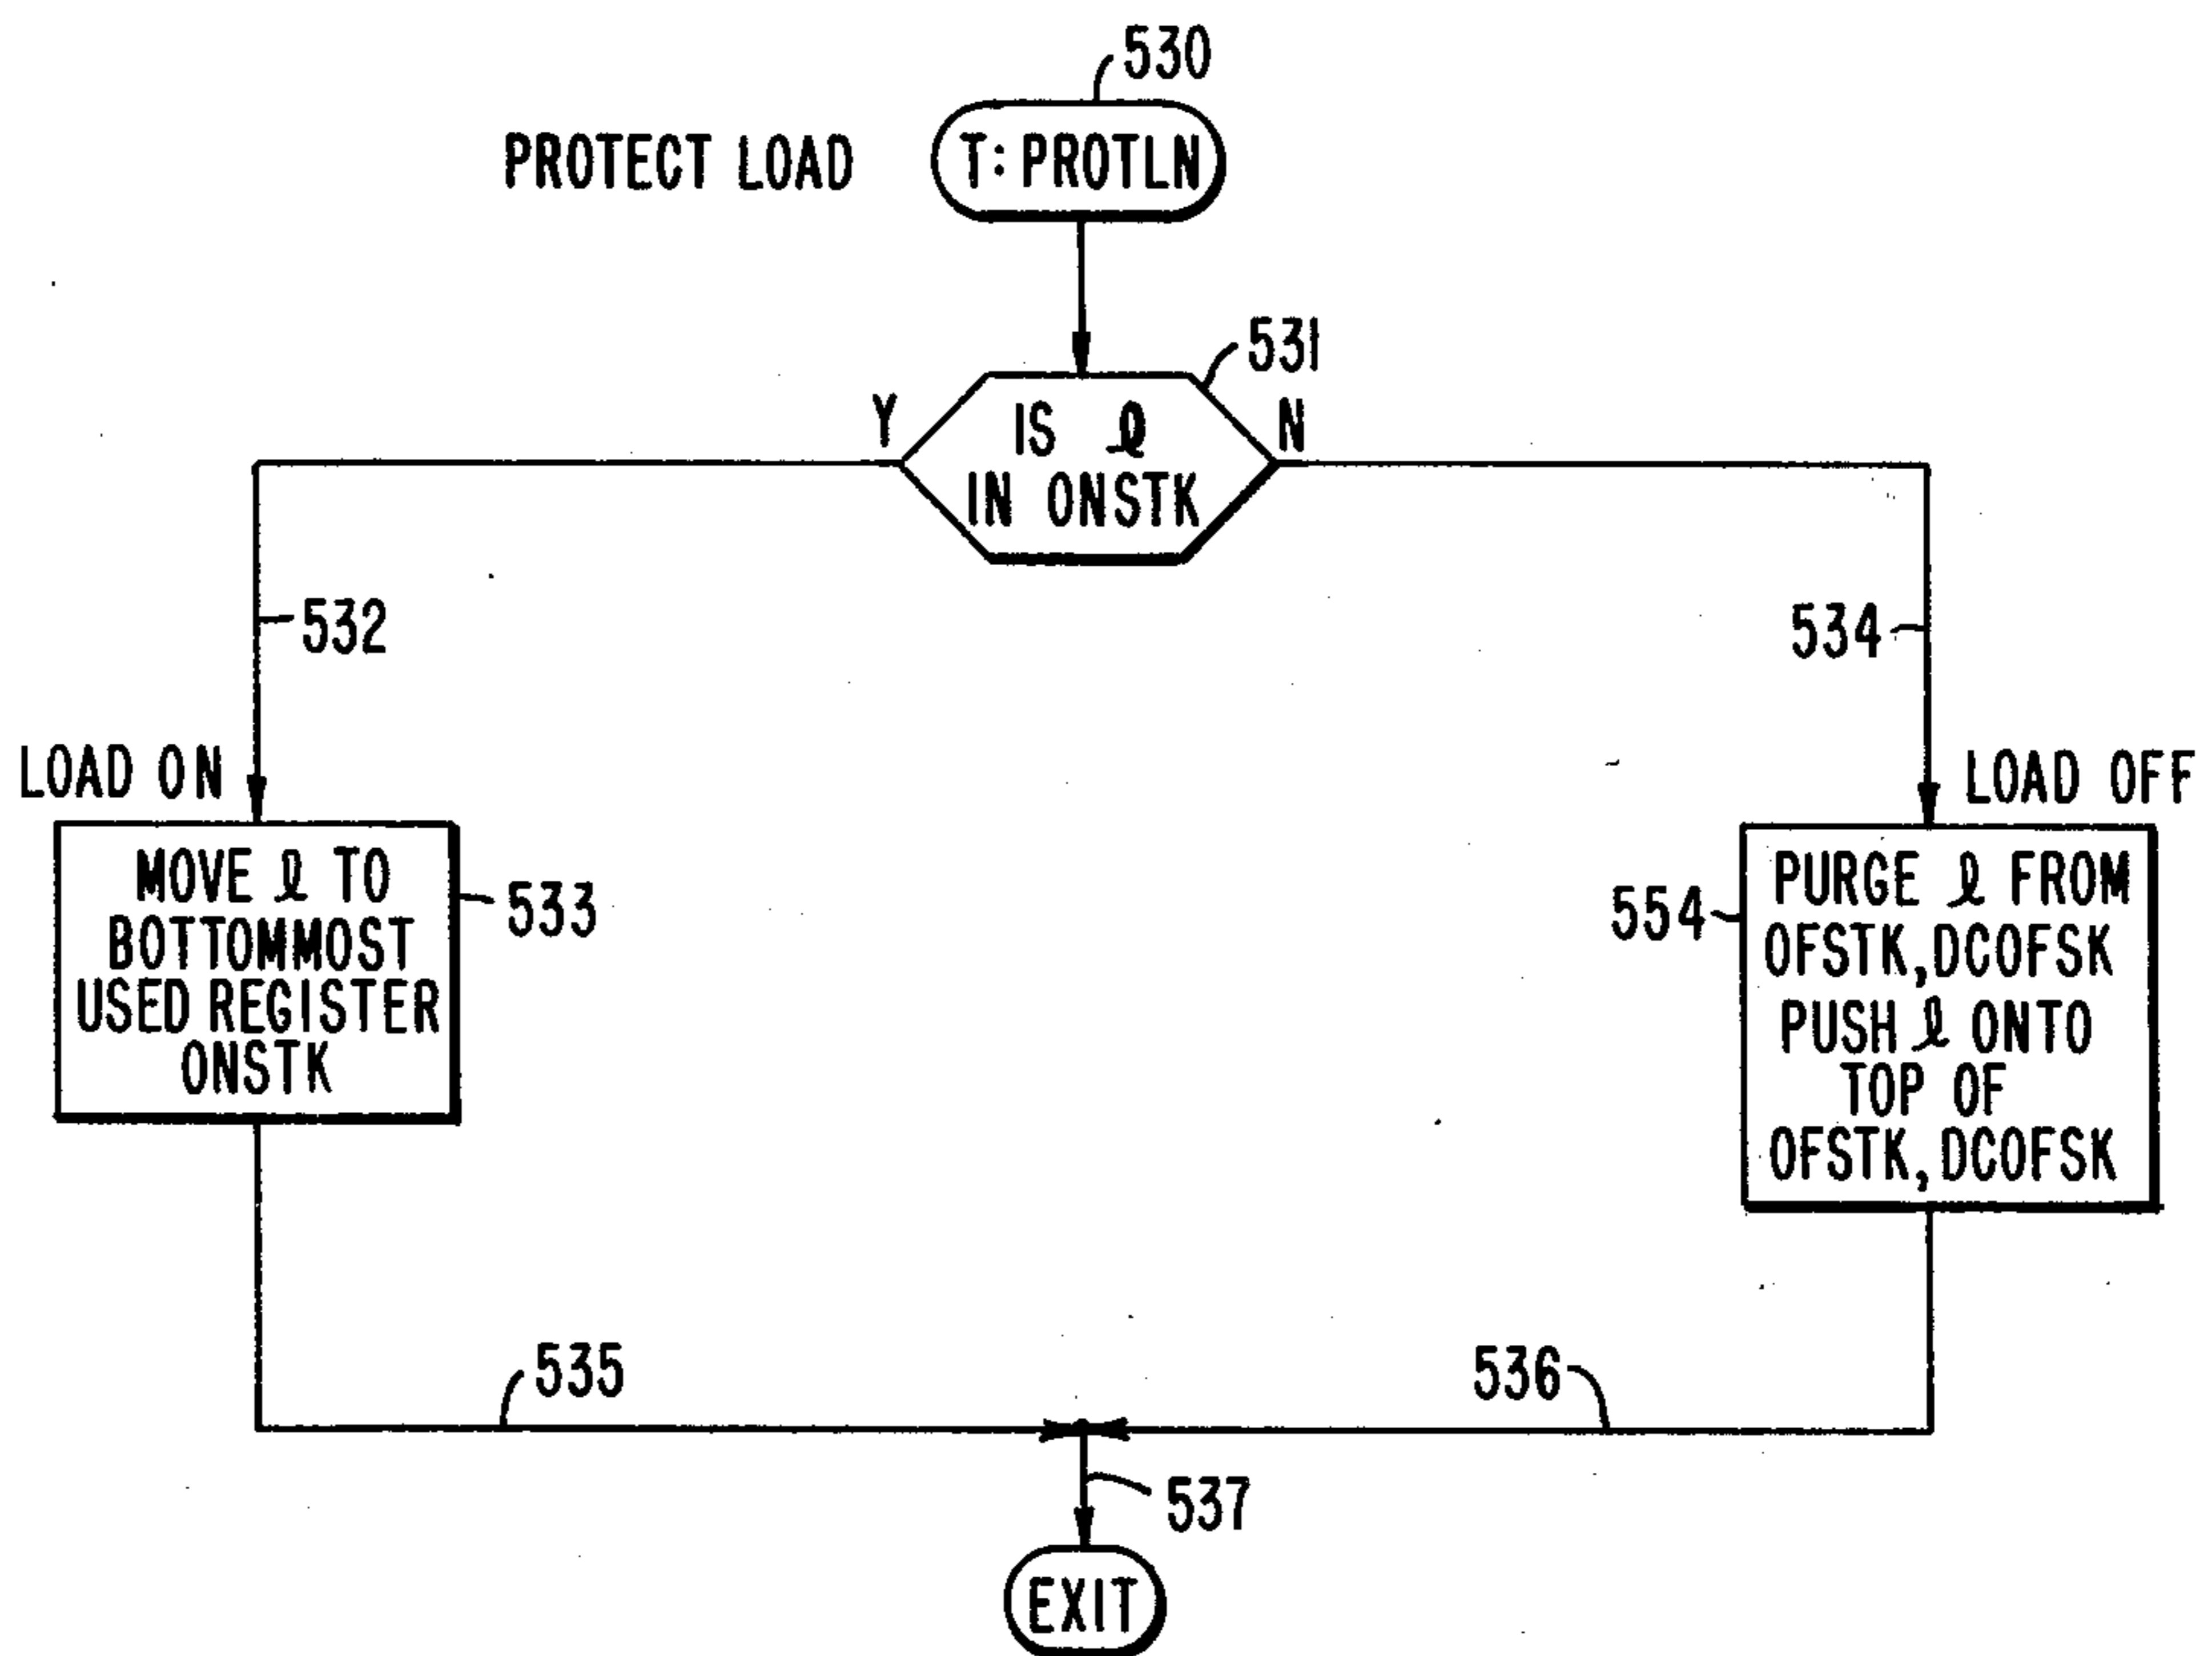 530
PROTECT LOAD
T: PROTLN
531
Y
N
IS ℓ
IN ONSTK
532
534
LOAD ON
LOAD OFF
MOVE ℓ TO
BOTTOMMOST
USED REGISTER
ONSTK
533
554
PURGE ℓ FROM
OFSTK, DCOFSK
PUSH ℓ ONTO
TOP OF
OFSTK, DCOFSK
535
536
537
EXIT